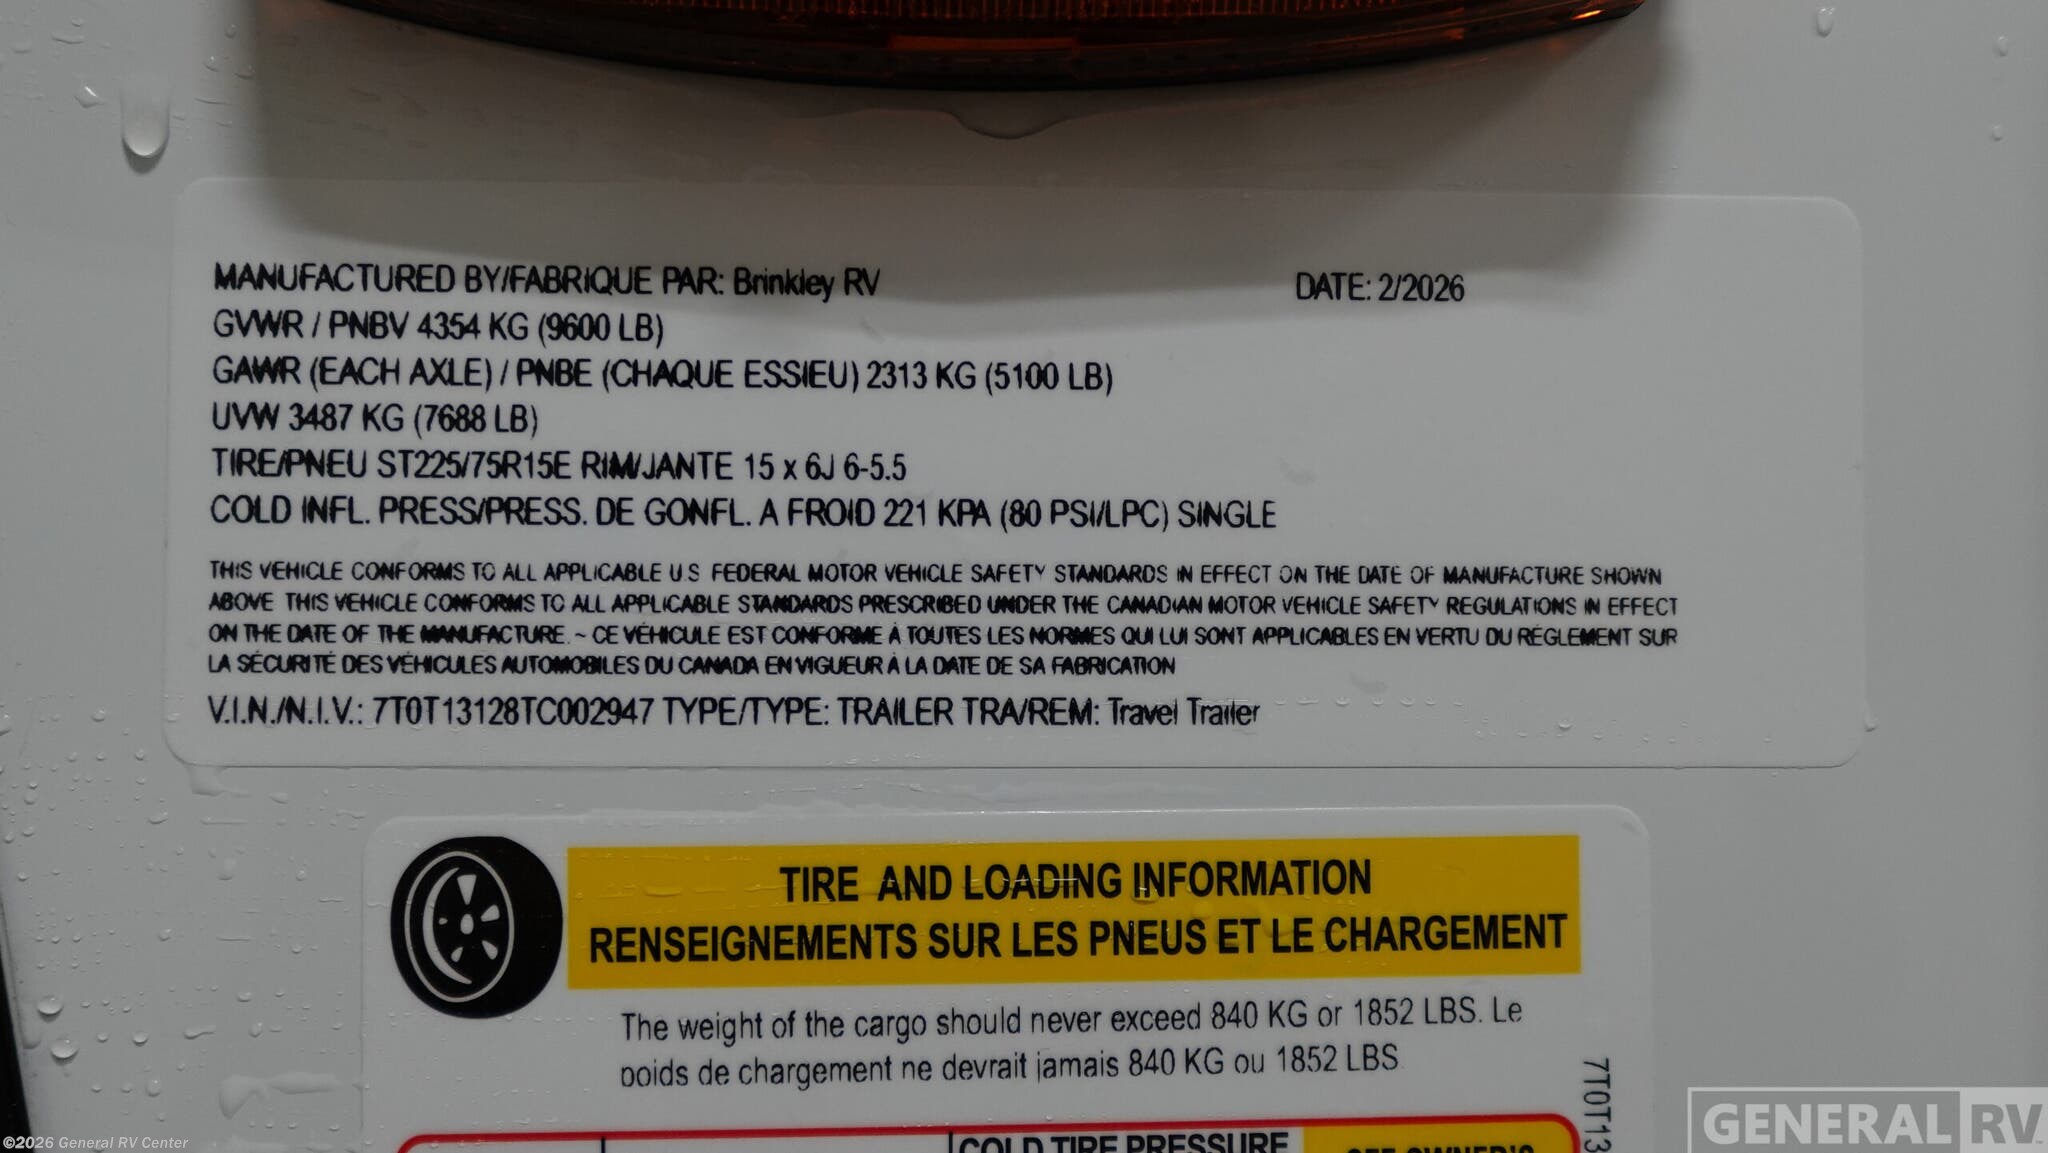 MANUFACTURED BY/FABRIQUE PAR: Brinkley RV DATE: 2/2026
GVWR / PNBV 4354 KG (9600 LB)
GAWR (EACH AXLE) / PNBE (CHAQUE ESSIEU) 2313 KG (5100 LB)
UVW 3487 KG (7688 LB)
TIRE/PNEU ST225/75R15E RIM/JANTE 15 x 6J 6-5.5
COLD INFL. PRESS/PRESS. DE GONFL. A FROID 221 KPA (80 PSI/LPC) SINGLE
THIS VEHICLE CONFORMS TO ALL APPLICABLE U.S FEDERAL MOTOR VEHICLE SAFETY STANDARDS IN EFFECT ON THE DATE OF MANUFACTURE SHOWN
ABOVE THIS VEHICLE CONFORMS TO ALL APPLICABLE STANDARDS PRESCRIBED UNDER THE CANADIAN MOTOR VEHICLE SAFETY REGULATIONS IN EFFECT
ON THE DATE OF THE MANUFACTURE. ~ CE VÉHICULE EST CONFORME À TOUTES LES NORMES QUI LUI SONT APPLICABLES EN VERTU DU RÉGLEMENT SUR
LA SÉCURITÉ DES VÉHICULES AUTOMOBILES DU CANADA EN VIGUEUR À LA DATE DE SA FABRICATION
V.I.N./N.I.V.: 7T0T13128TC002947 TYPE/TYPE: TRAILER TRA/REM: Travel Trailer
TIRE AND LOADING INFORMATION
RENSEIGNEMENTS SUR LES PNEUS ET LE CHARGEMENT
The weight of the cargo should never exceed 840 KG or 1852 LBS. Le
poids de chargement ne devrait jamais 840 KG ou 1852 LBS
7T0T13
COLD TIRE PRESSURE
SEE OWNER'S
©2026 General RV Center
GENERAL RV